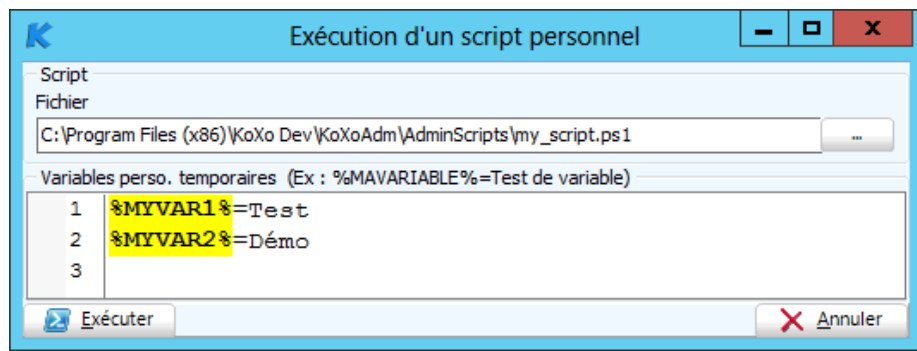 Exécution d'un script personnel
Script
Fichier
C:\Program Files (x86)\KoXo Dev\KoXoAdm\AdminScripts\my_script.ps1
...
Variables perso. temporaires (Ex : %MAVARIABLE%=Test de variable)
1 %MYVAR1%=Test
2 %MYVAR2%=Démo
3
Exécuter
Annuler